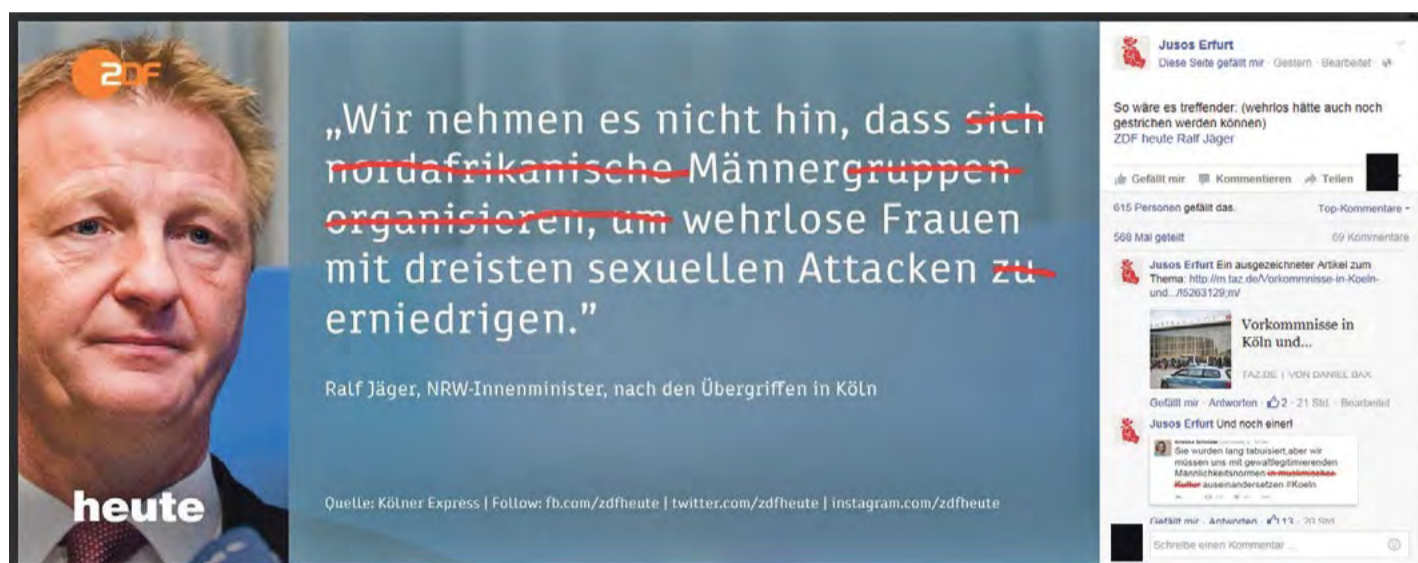 ZDF
„Wir nehmen es nicht hin, dass sich
nordafrikanische Männergruppen
organisieren, um wehrlose Frauen
mit dreisten sexuellen Attacken zu
erniedrigen.”
Ralf Jäger, NRW-Innenminister, nach den Übergriffen in Köln
heute
Quelle: Kölner Express | Follow: fb.com/zdfheute | twitter.com/zdfheute | instagram.com/zdfheute
Jusos Erfurt
Diese Seite gefällt mir · Gestern · Bearbeitet ·
So wäre es treffender: (wehrlos hätte auch noch
gestrichen werden können)
ZDF heute Ralf Jäger
Gefällt mir Kommentieren Teilen
615 Personen gefällt das.
Top-Kommentare
568 Mal geteilt
69 Kommentare
Jusos Erfurt Ein ausgezeichneter Artikel zum
Thema: http://m.taz.de/Vorkommnisse-in-Koeln-
und.../!5263129;m/
Vorkommnisse in
Köln und...
TAZ.DE | VON DANIEL BAX
Gefällt mir · Antworten · 2 · 21 Std. · Bearbeitet
Jusos Erfurt Und noch einer!
Sie wurden lang tabuisiert,aber wir
müssen uns mit gewaltlegitimierenden
Männlichkeitsnormen in muslimischer
Kultur auseinandersetzen #Koeln
Gefällt mir · Antworten · 13 · 20 Std.
Schreibe einen Kommentar ...